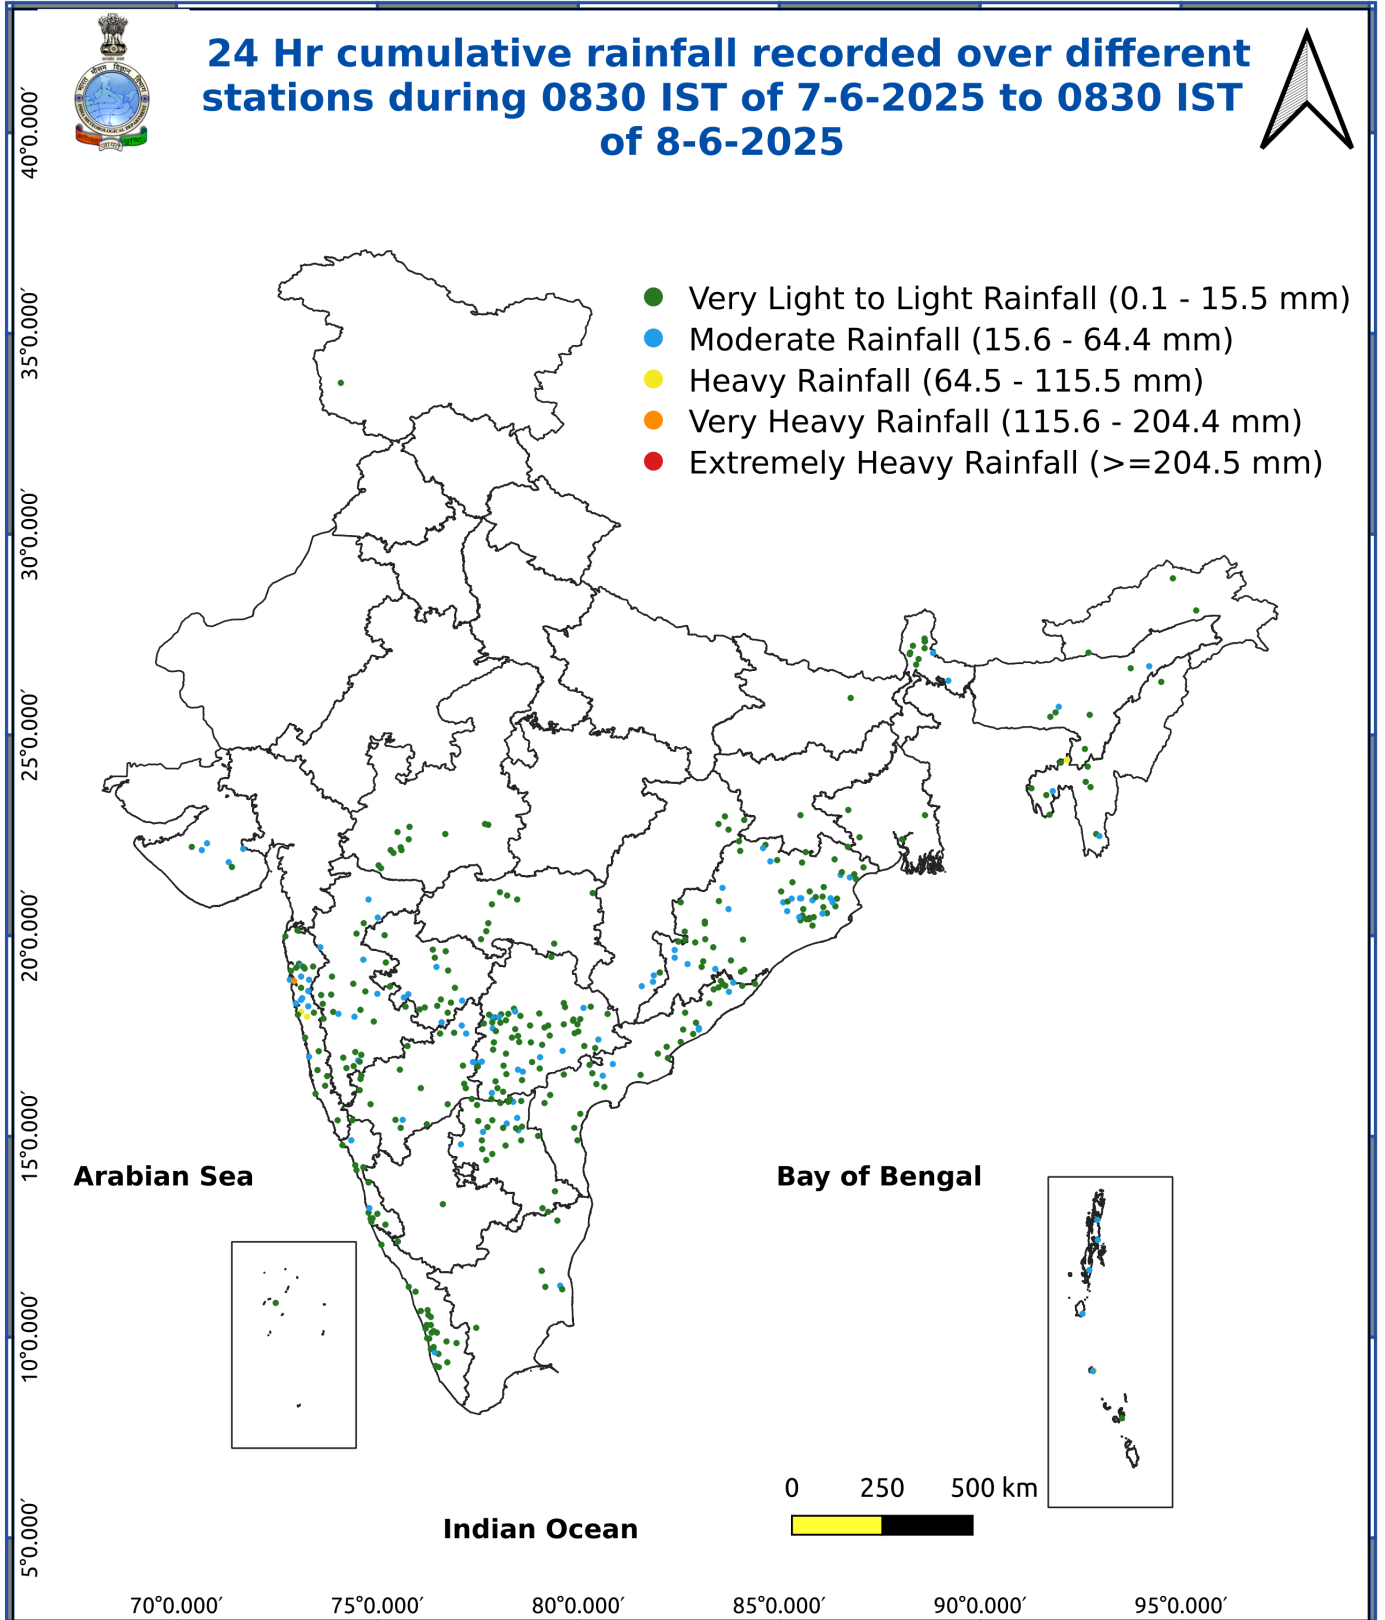 24 Hr cumulative rainfall recorded over different
stations during 0830 IST of 7-6-2025 to 0830 IST
of 8-6-2025
Very Light to Light Rainfall (0.1 - 15.5 mm)
Moderate Rainfall (15.6 - 64.4 mm)
Heavy Rainfall (64.5 - 115.5 mm)
Very Heavy Rainfall (115.6 - 204.4 mm)
Extremely Heavy Rainfall (>=204.5 mm)
40°0.000′
35°0.000′
30°0.000′
25°0.000′
20°0.000′
15°0.000′
10°0.000′
5°0.000′
Arabian Sea
Bay of Bengal
Indian Ocean
0 250 500 km
70°0.000′ 75°0.000′ 80°0.000′ 85°0.000′ 90°0.000′ 95°0.000′